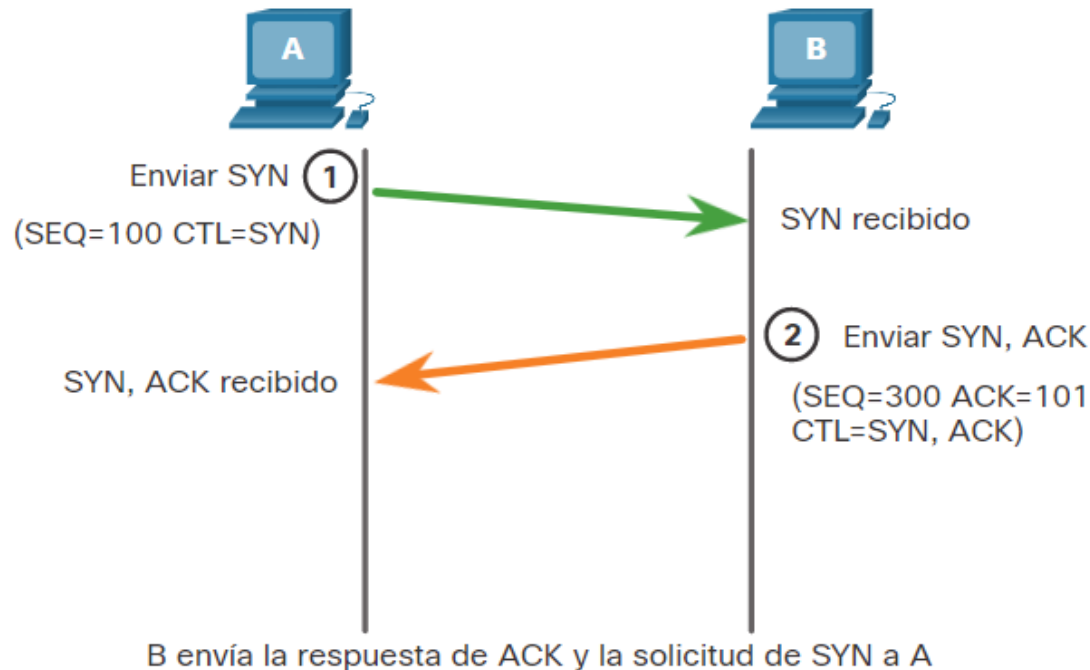 A
B
Enviar SYN 1
(SEQ=100 CTL=SYN)
SYN recibido
2 Enviar SYN, ACK
SYN, ACK recibido
(SEQ=300 ACK=101
CTL=SYN, ACK)
B envía la respuesta de ACK y la solicitud de SYN a A